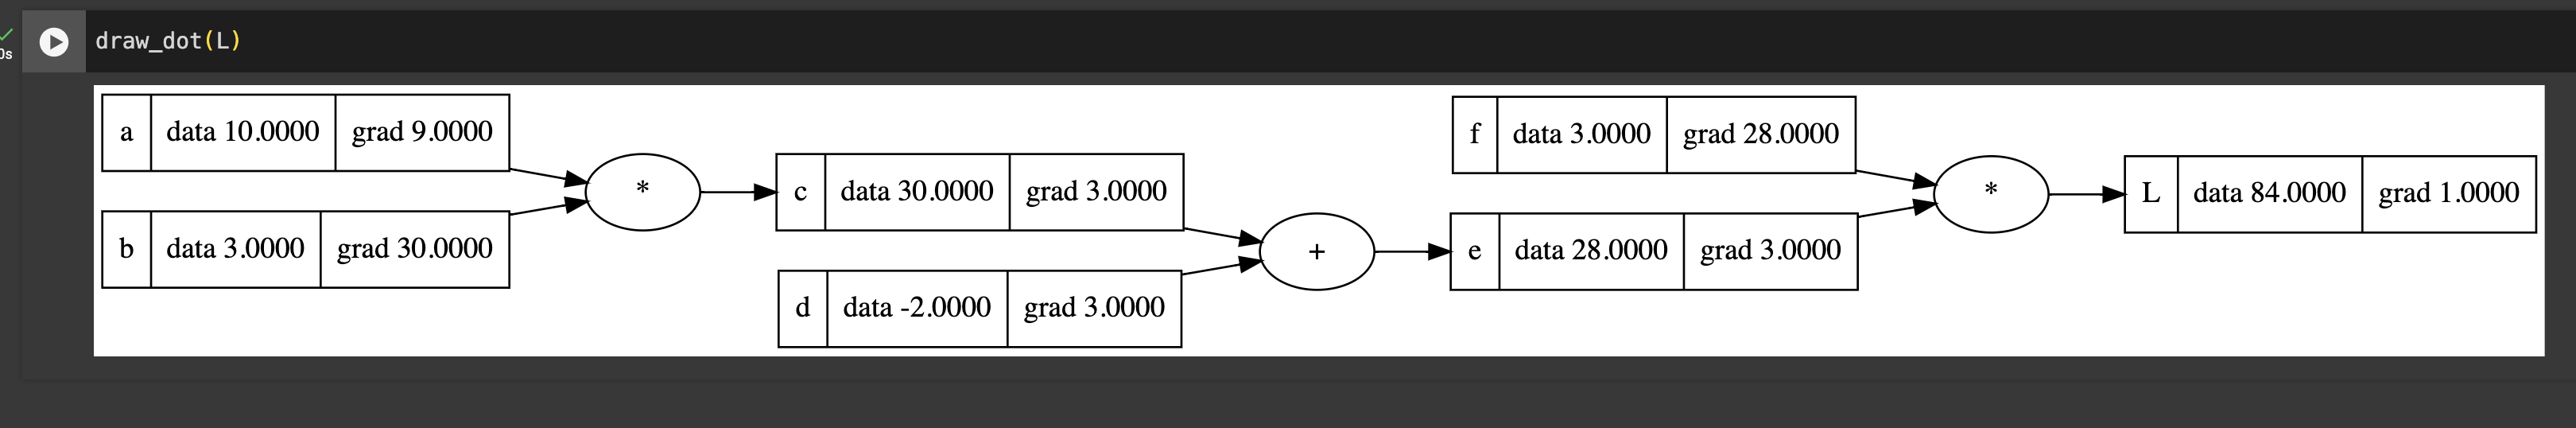 draw_dot(L)
0s
a data 10.0000 grad 9.0000
b data 3.0000 grad 30.0000
*
c data 30.0000 grad 3.0000
d data -2.0000 grad 3.0000
+
f data 3.0000 grad 28.0000
e data 28.0000 grad 3.0000
*
L data 84.0000 grad 1.0000